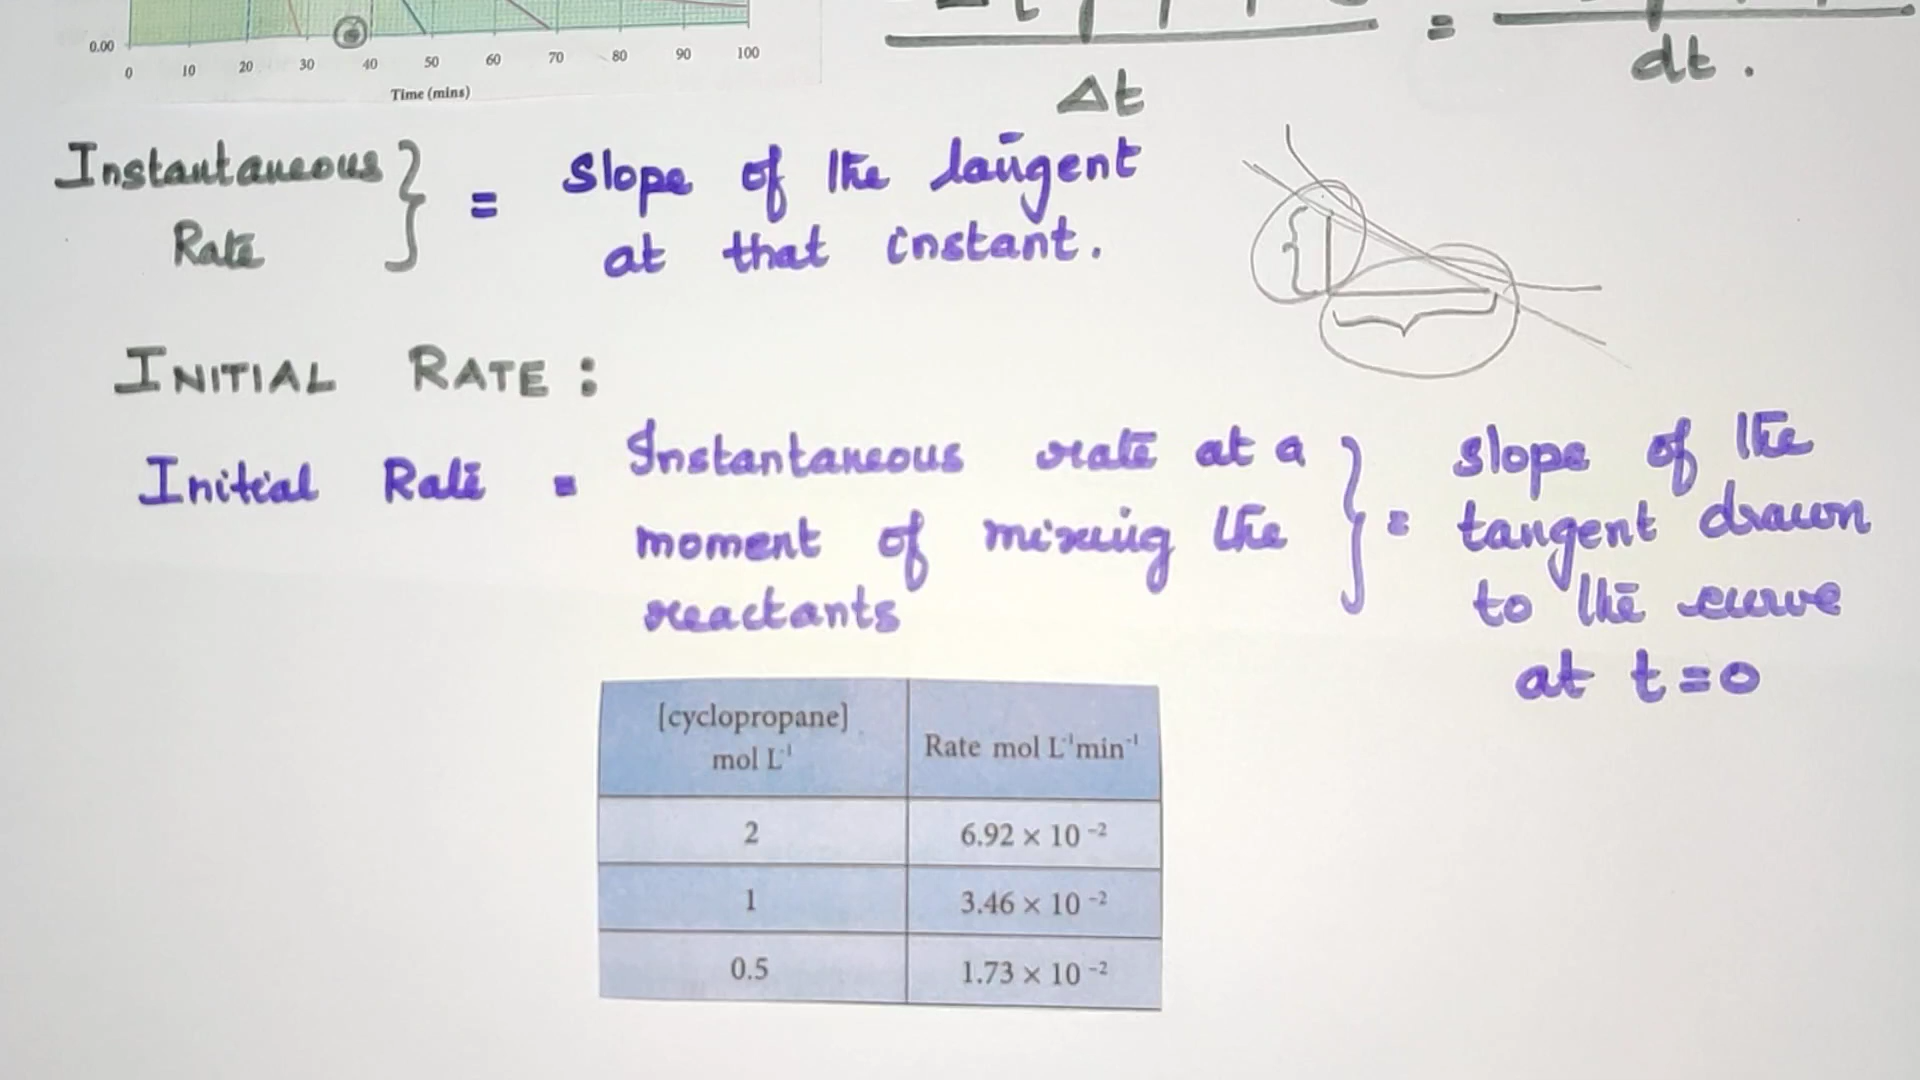 0.00
0 10 20 30 40 50 60 70 80 90 100
Time (mins)
=
Δt
dt.
Instantaneous
Rate
= Slope of the tangent
at that instant.
INITIAL RATE :
Initial Rate = Instantaneous rate at a
moment of mixing the
reactants
= slope of the
tangent drawn
to the curve
at t=0
[cyclopropane]
mol L⁻¹
Rate mol L⁻¹min⁻¹
2 6.92 × 10 ⁻²
1 3.46 × 10 ⁻²
0.5 1.73 × 10 ⁻²